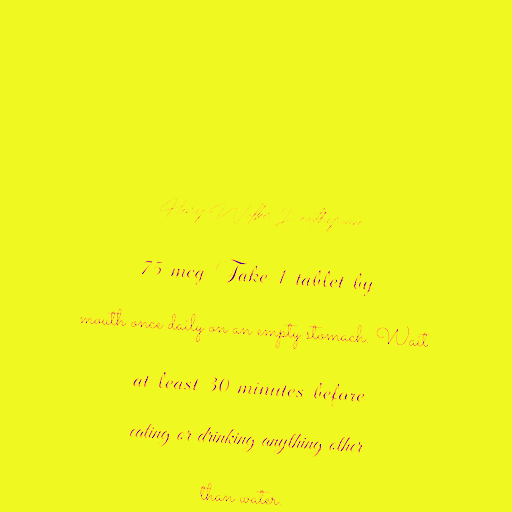 75 mcg Take 1 tablet by
mouth once daily on an empty stomach. Wait
at least 30 minutes before
eating or drinking anything other
than water.